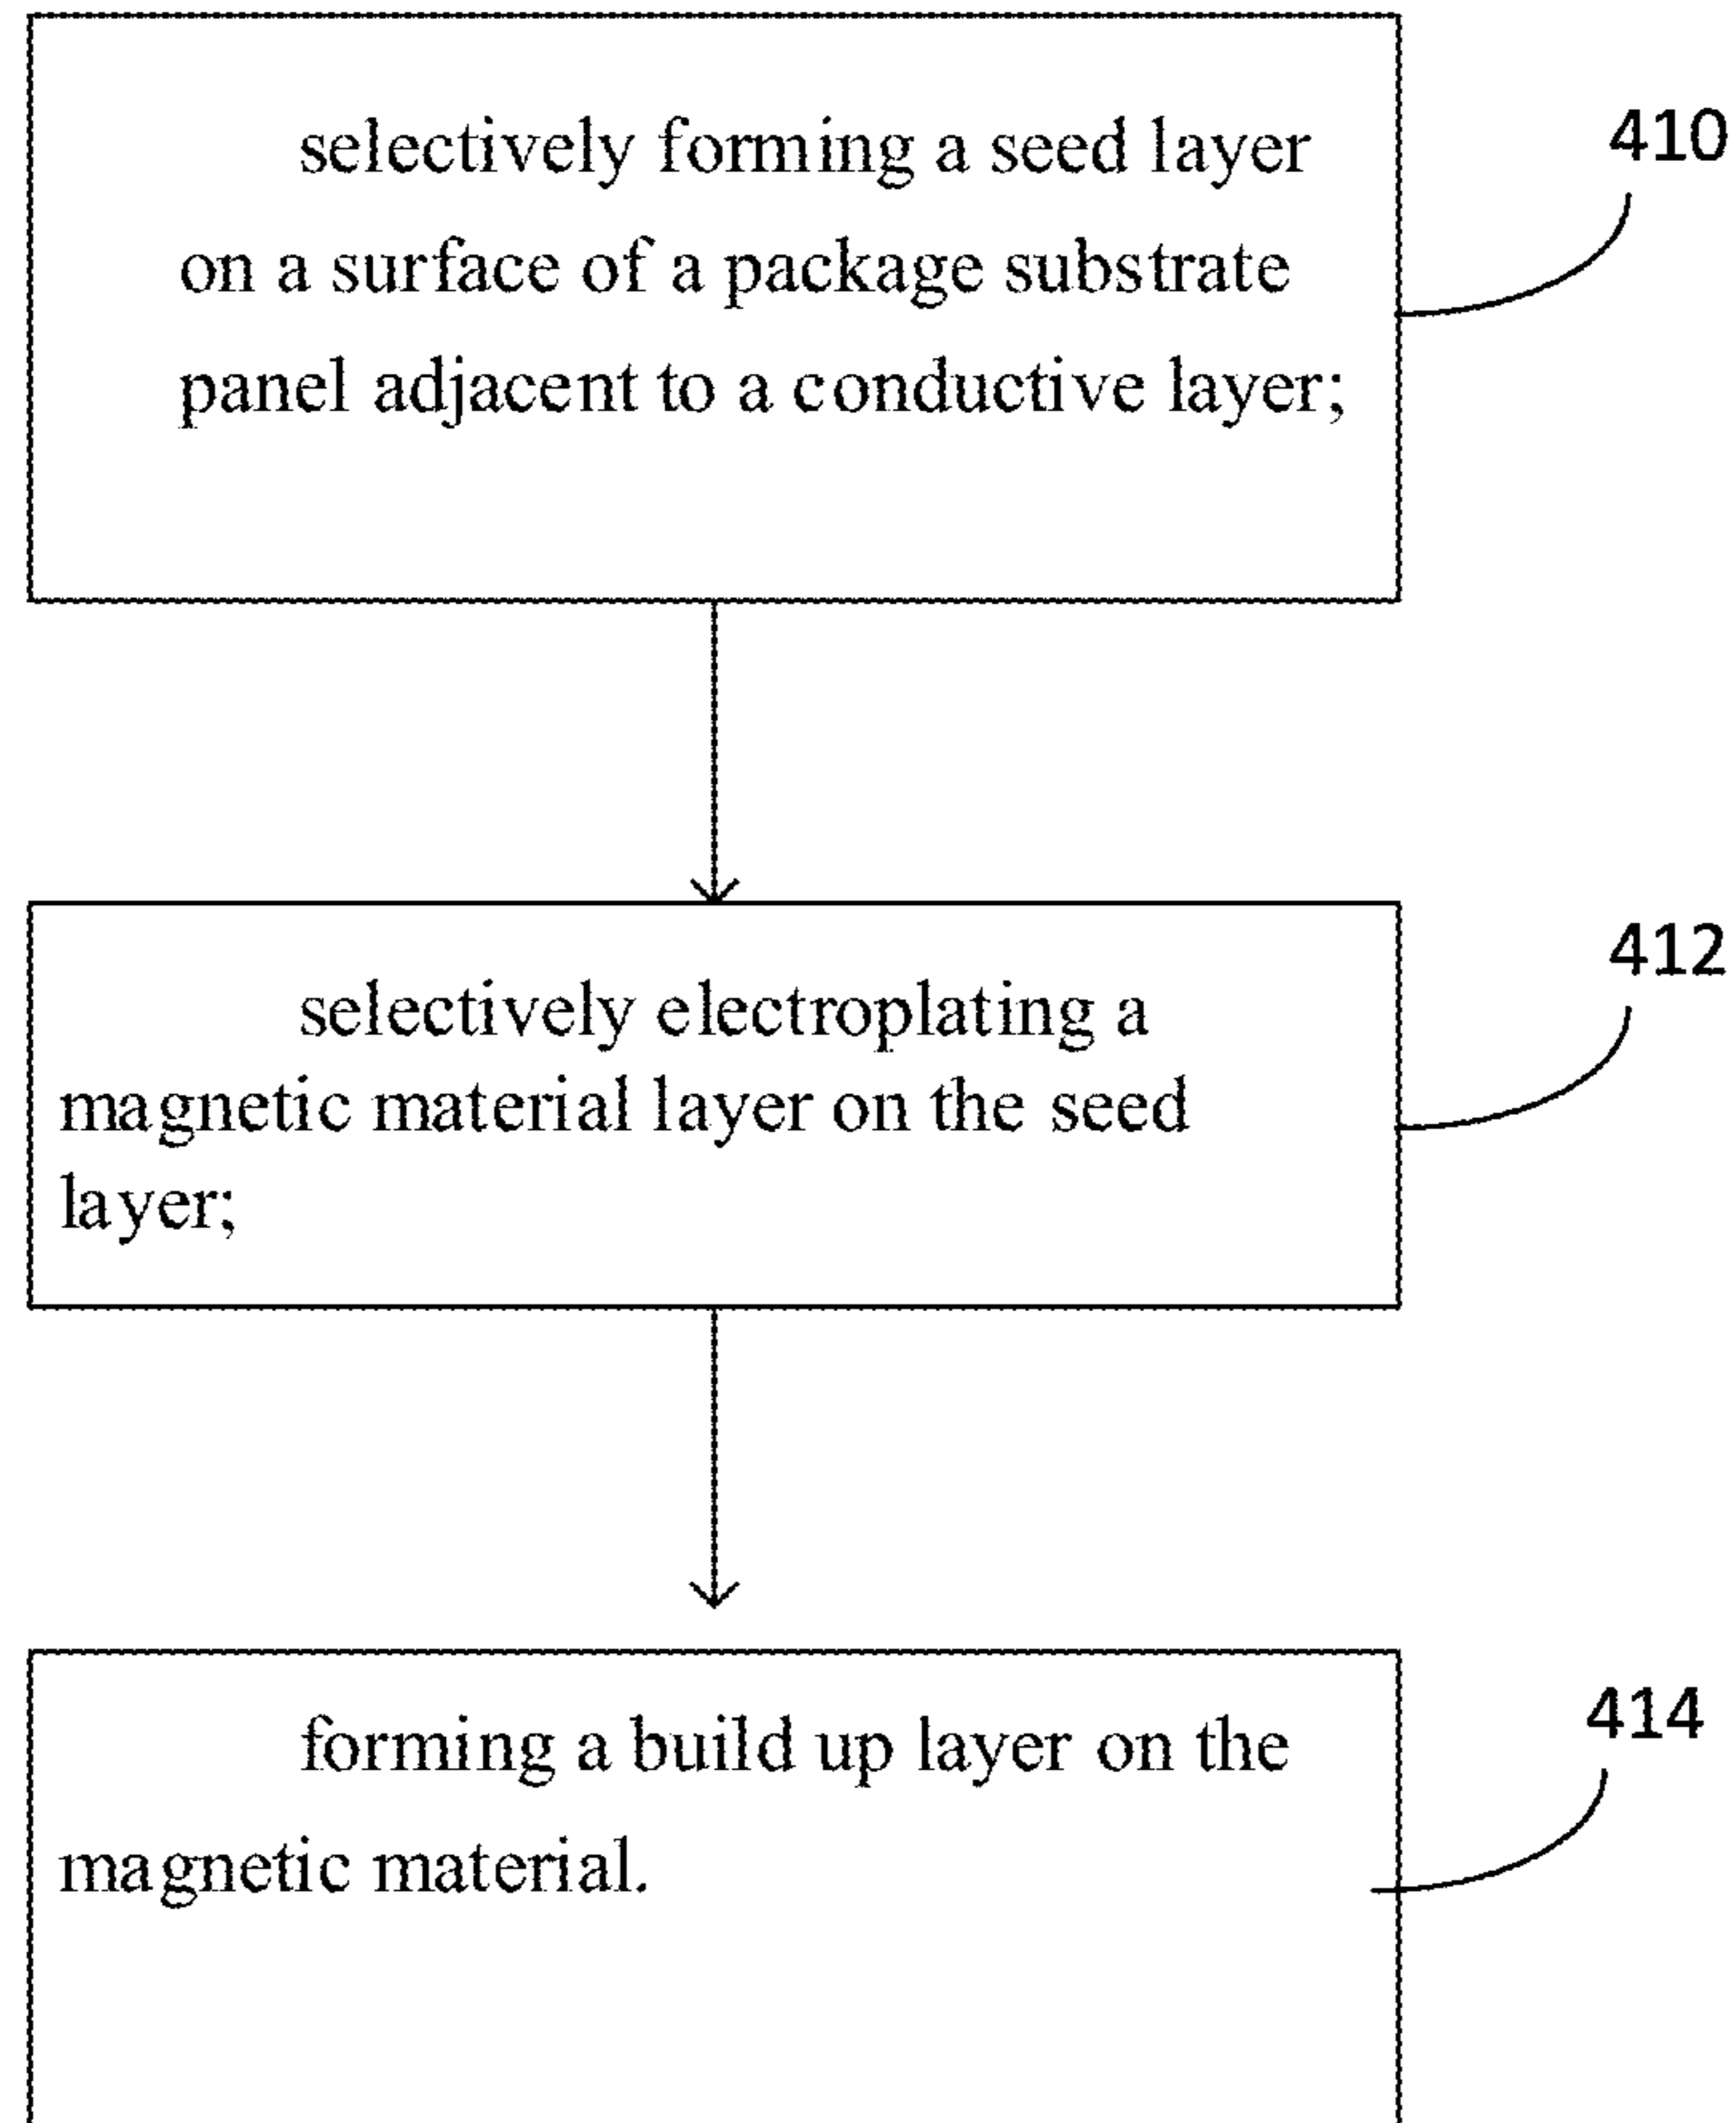 selectively forming a seed layer
410
on a surface of a package substrate
panel adjacent to a conductive layer;
412
selectively electroplating a
magnetic material layer on the seed
layer;
414
forming a build up layer on the
magnetic material.